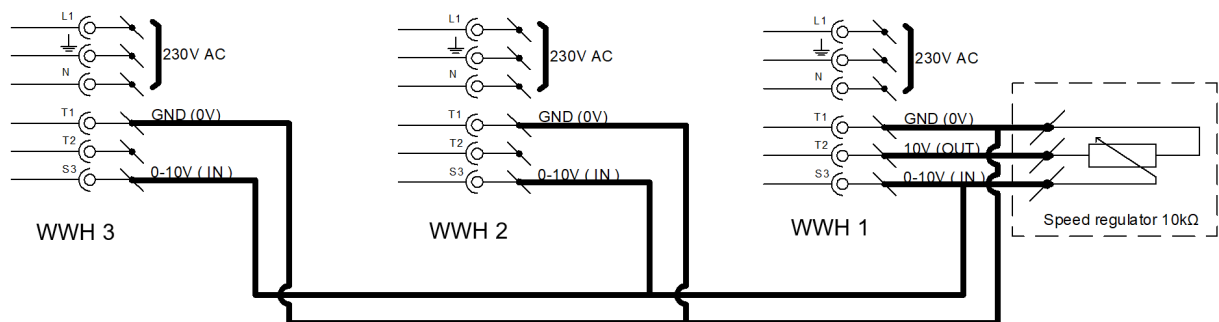 L1
230V AC
N
T1
GND (0V)
T2
S3
0-10V ( IN )
WWH 3
L1
230V AC
N
T1
GND (0V)
T2
S3
0-10V ( IN )
WWH 2
L1
230V AC
N
T1
GND (0V)
T2
10V (OUT)
S3
0-10V ( IN )
WWH 1
Speed regulator 10kΩ